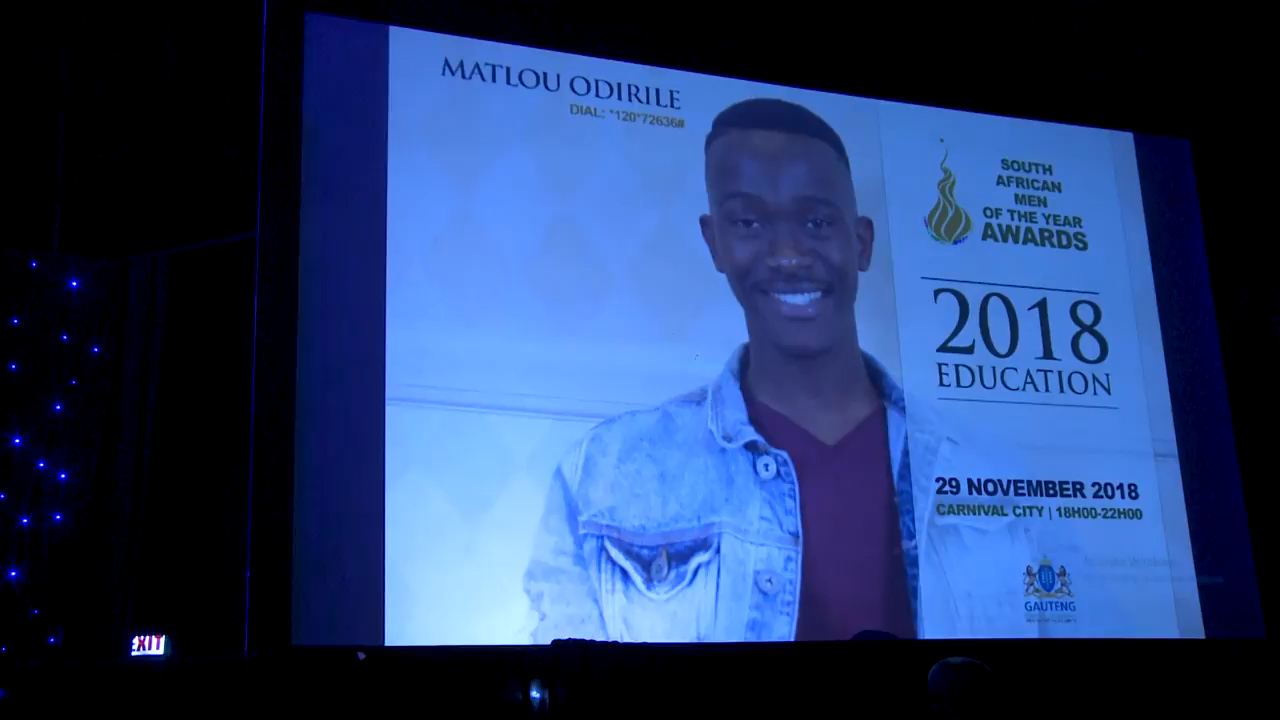 MATLOU ODIRILE
DIAL: *120*72636#
SOUTH
AFRICAN
MEN
OF THE YEAR
AWARDS
2018
EDUCATION
29 NOVEMBER 2018
CARNIVAL CITY | 18H00-22H00
GAUTENG
EXIT